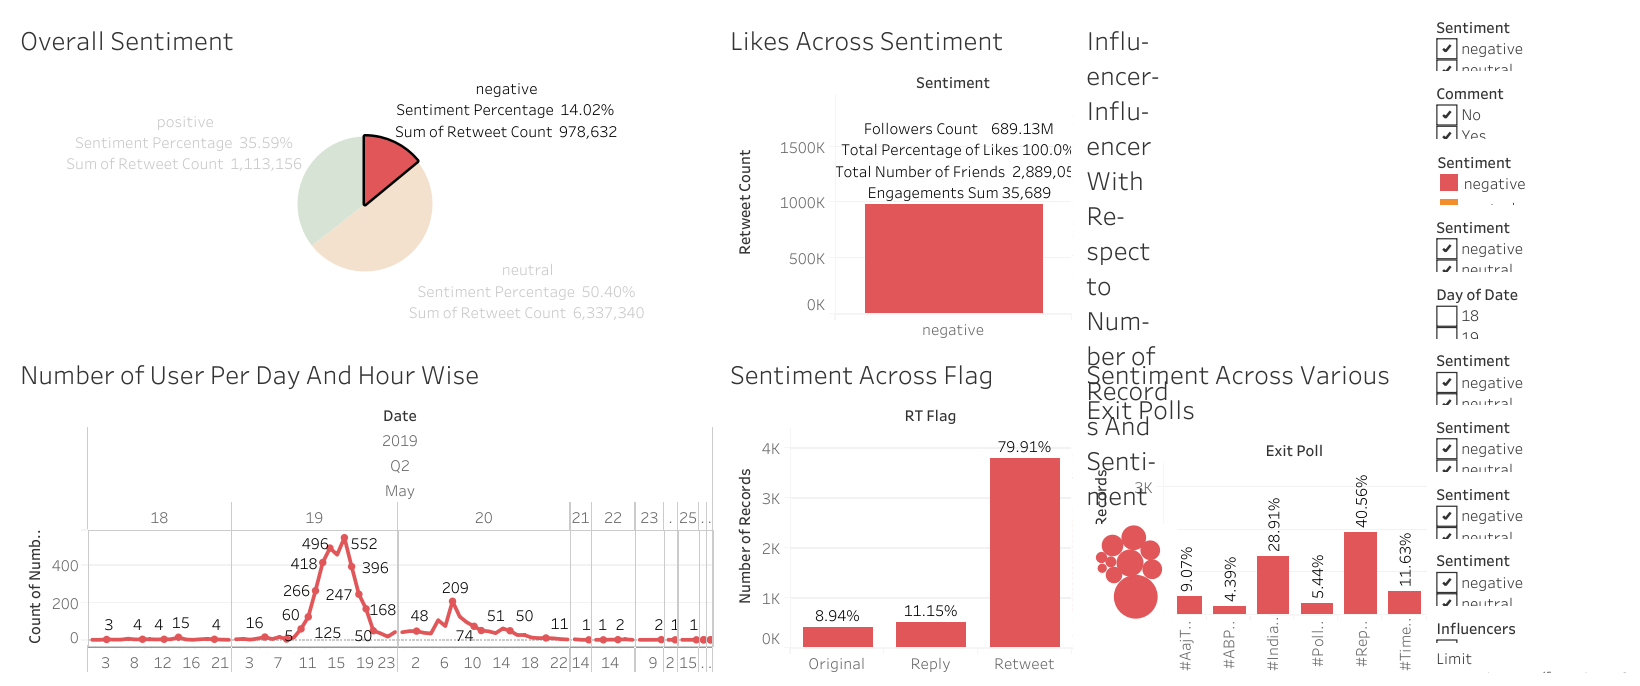 Overall Sentiment
negative
Sentiment Percentage 14.02%
Sum of Retweet Count 978,632
positive
Sentiment Percentage 35.59%
Sum of Retweet Count 1,113,156
neutral
Sentiment Percentage 50.40%
Sum of Retweet Count 6,337,340
Likes Across Sentiment
Sentiment
Followers Count 689.13M
Total Percentage of Likes 100.0%
Total Number of Friends 2,889,05
Engagements Sum 35,689
Retweet Count
1500K
1000K
500K
0K
negative
Influ-
encer-
Influ-
encer
With
Re-
spect
to
Num-
ber of
Record
s And
Senti-
ment
Number of User Per Day And Hour Wise
Date
2019
Q2
May
18 19 20 21 22 23 . 25 . .
Count of Numb..
400
200
0
3 4 4 15 4 16 5 60 266 418 496 125 247 552 396 168 50 48 209 74 51 50 11 1 1 2 2 1 1
3 8 12 16 21 3 7 11 15 19 23 2 6 10 14 18 22 14 14 9 2 15 . .
Sentiment Across Flag
RT Flag
Number of Records
4K
3K
2K
1K
0K
8.94%
11.15%
79.91%
Original Reply Retweet
Sentiment Across Various
Exit Polls
Exit Poll
Records
3K
9.07%
4.39%
28.91%
5.44%
40.56%
11.63%
#AajT..
#ABP..
#India..
#Poll..
#Rep..
#Time..
Sentiment
negative
neutral
Comment
No
Yes
Sentiment
negative
Sentiment
negative
neutral
Day of Date
18
19
Sentiment
negative
neutral
Sentiment
negative
neutral
Sentiment
negative
neutral
Sentiment
negative
neutral
Influencers
Limit